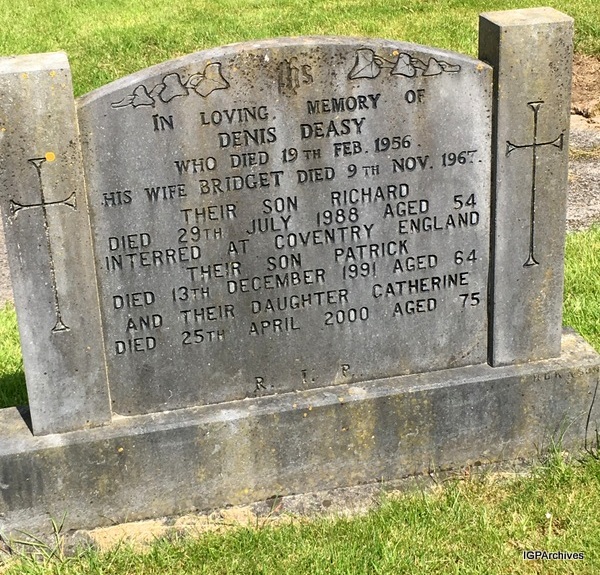 IHS
IN LOVING MEMORY OF
DENIS DEASY
WHO DIED 19TH FEB. 1956.
HIS WIFE BRIDGET DIED 9TH NOV. 1967.
THEIR SON RICHARD
DIED 29TH JULY 1988 AGED 54
INTERRED AT COVENTRY ENGLAND
THEIR SON PATRICK
DIED 13TH DECEMBER 1991 AGED 64
AND THEIR DAUGHTER CATHERINE
DIED 25TH APRIL 2000 AGED 75
R. I. P.
IGPArchives